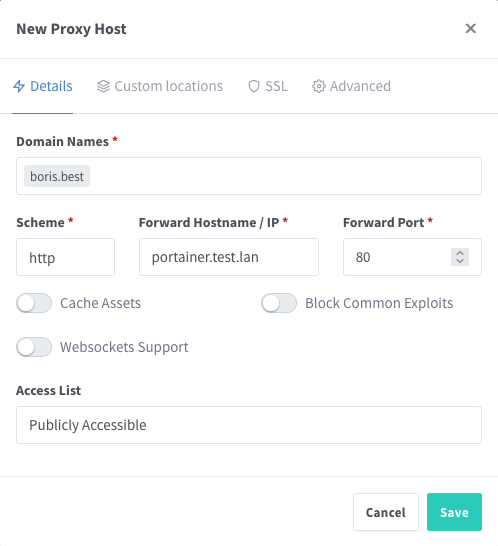 New Proxy Host
Details Custom locations SSL Advanced
Domain Names *
boris.best
Scheme * Forward Hostname / IP * Forward Port *
http portainer.test.lan 80
Cache Assets Block Common Exploits
Websockets Support
Access List
Publicly Accessible
Cancel Save